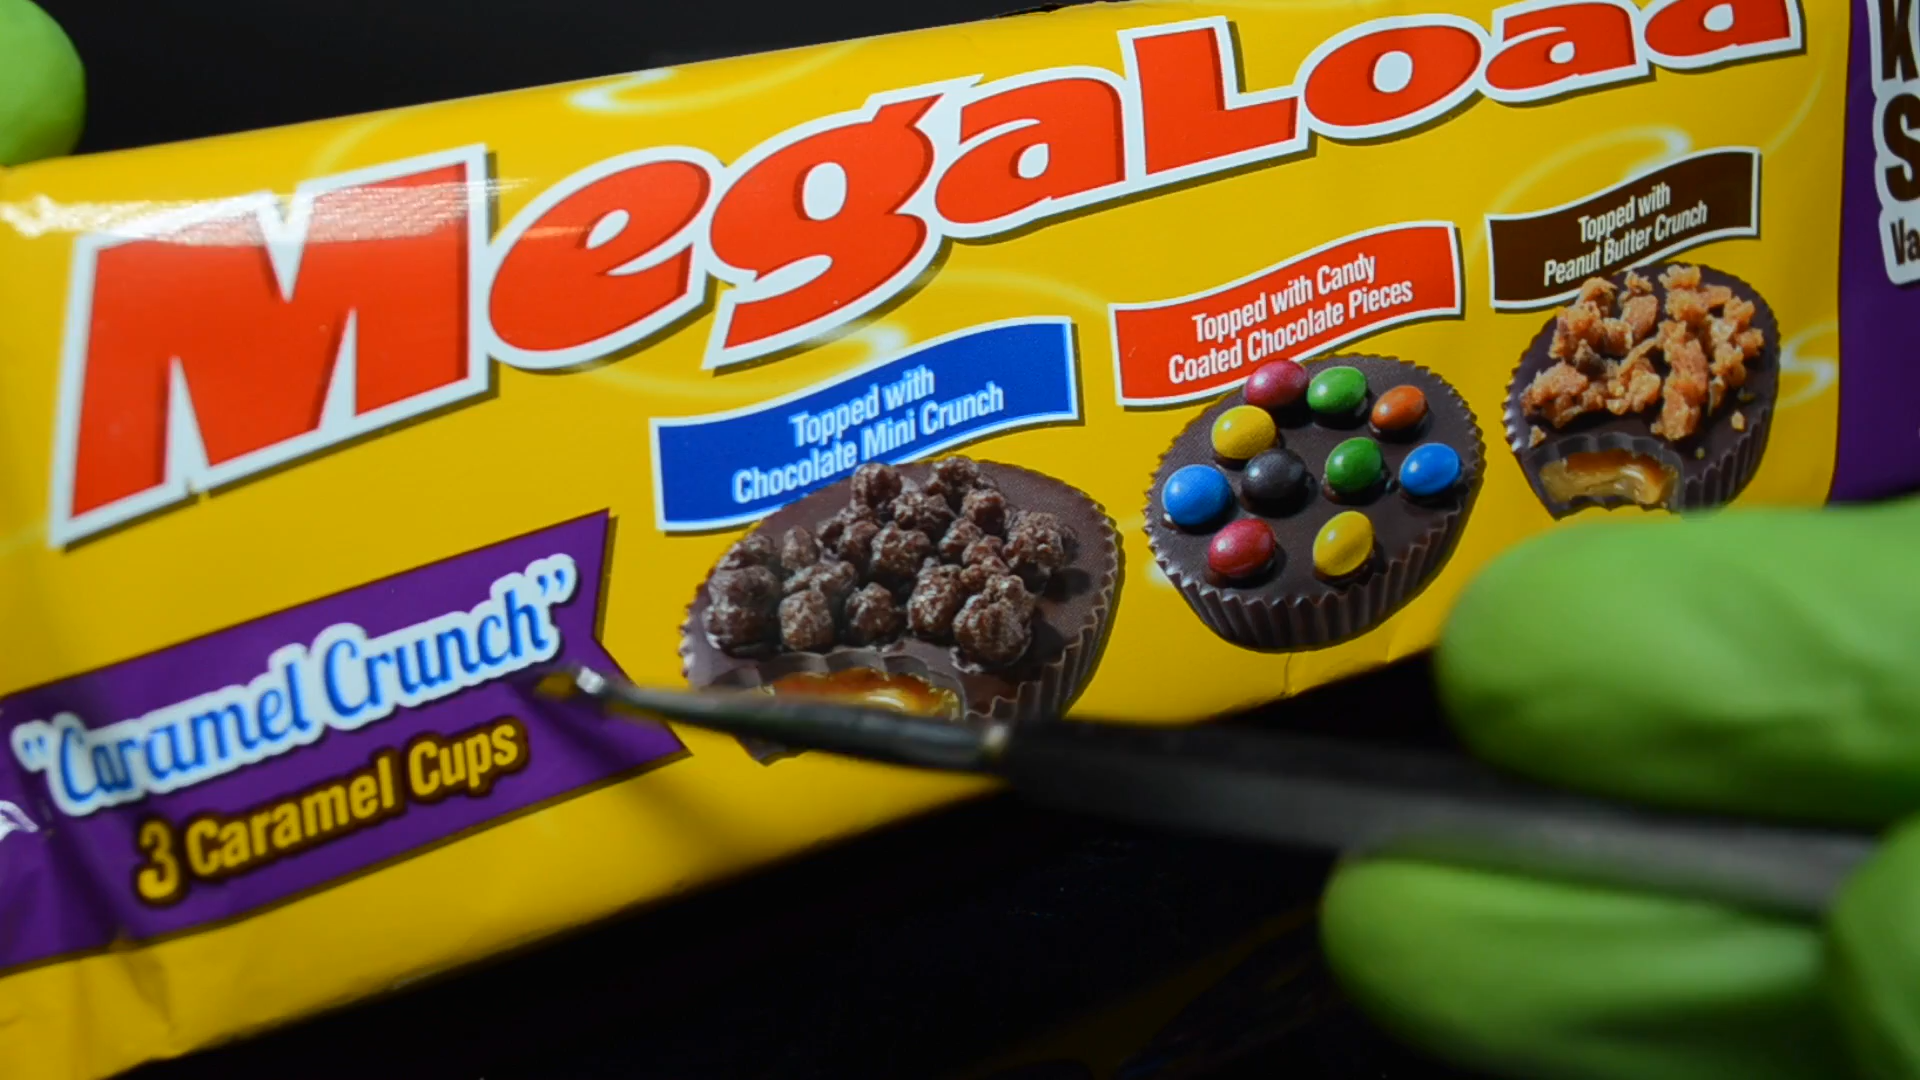 MegaLoad
Topped with
Peanut Butter Crunch
Topped with Candy
Coated Chocolate Pieces
Topped with
Chocolate Mini Crunch
"Caramel Crunch"
3 Caramel Cups